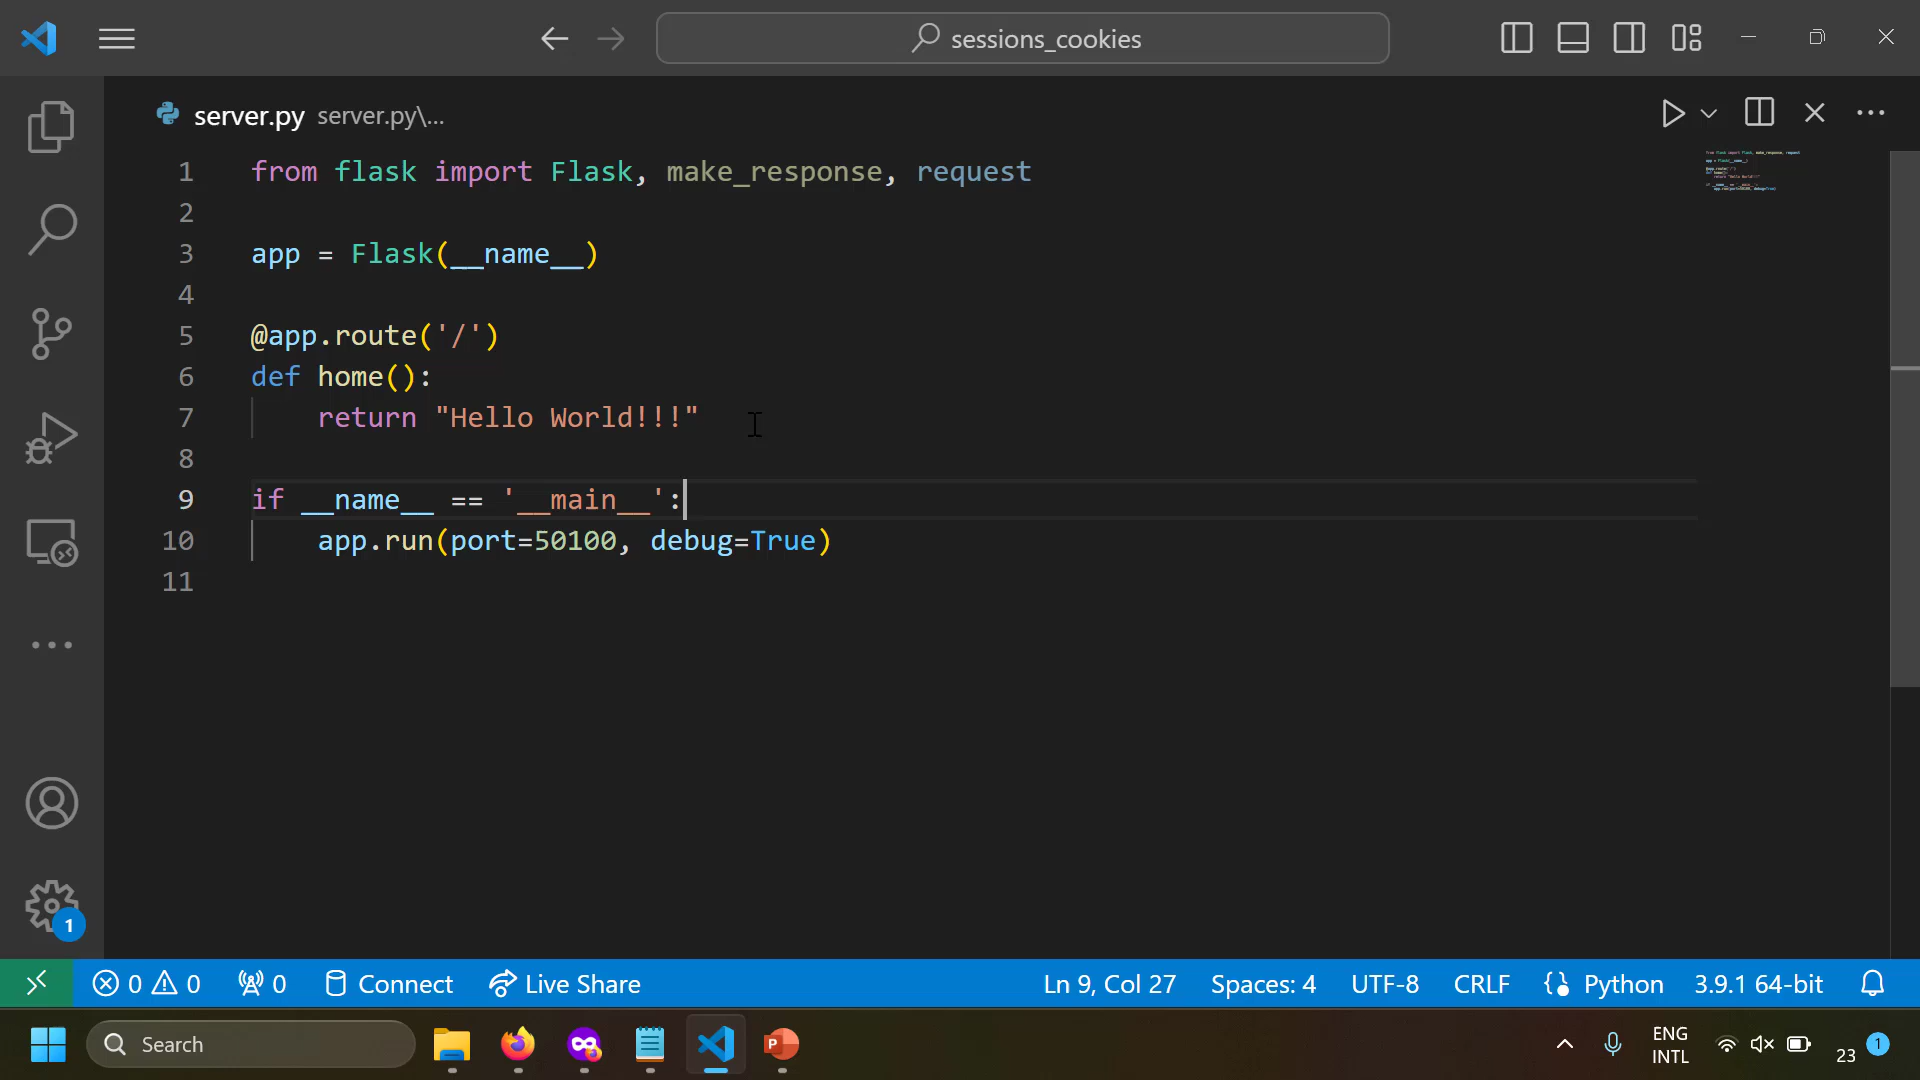 sessions_cookies
server.py server.py\...
1 from flask import Flask, make_response, request
2
3 app = Flask(__name__)
4
5 @app.route('/')
6 def home():
7     return "Hello World!!!"
8
9 if __name__ == '__main__':
10     app.run(port=50100, debug=True)
11
1
0 0 0 Connect Live Share Ln 9, Col 27 Spaces: 4 UTF-8 CRLF Python 3.9.1 64-bit
Search P ENG INTL 23 1